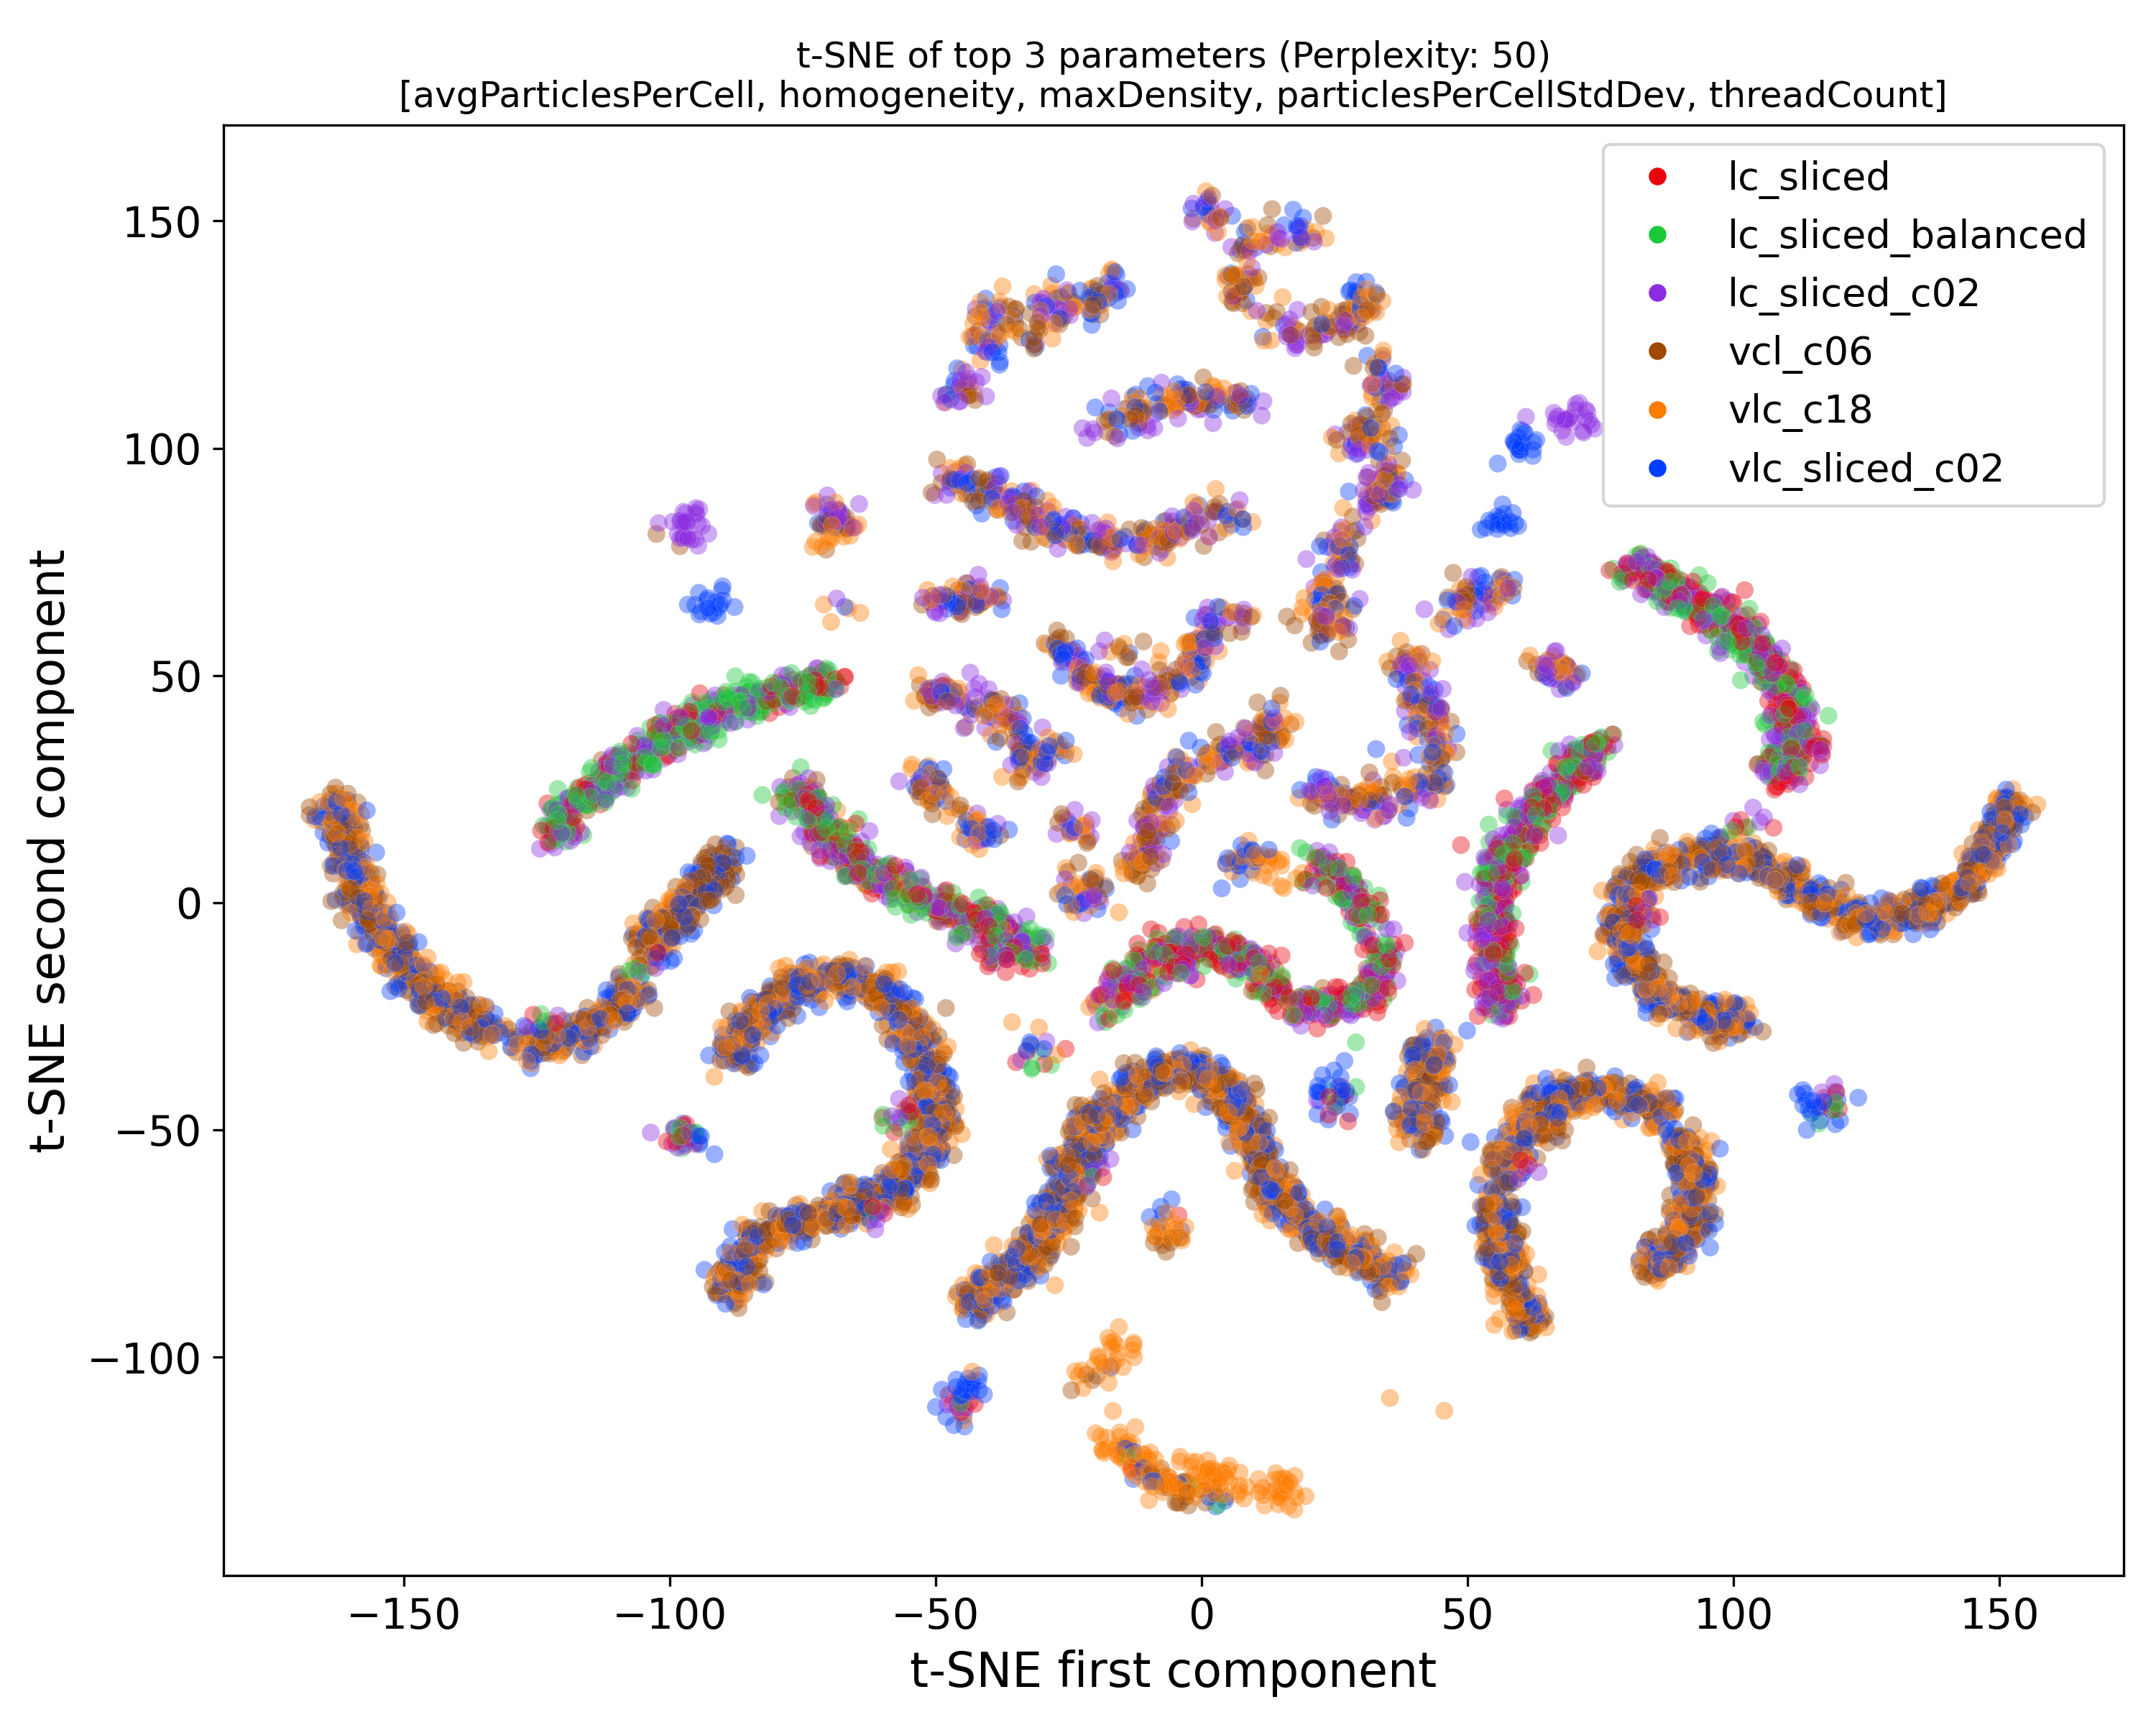 t-SNE of top 3 parameters (Perplexity: 50)
[avgParticlesPerCell, homogeneity, maxDensity, particlesPerCellStdDev, threadCount]
lc_sliced
lc_sliced_balanced
lc_sliced_c02
vcl_c06
vlc_c18
vlc_sliced_c02
t-SNE second component
150
100
50
0
−50
−100
−150
−100
−50
0
50
100
150
t-SNE first component